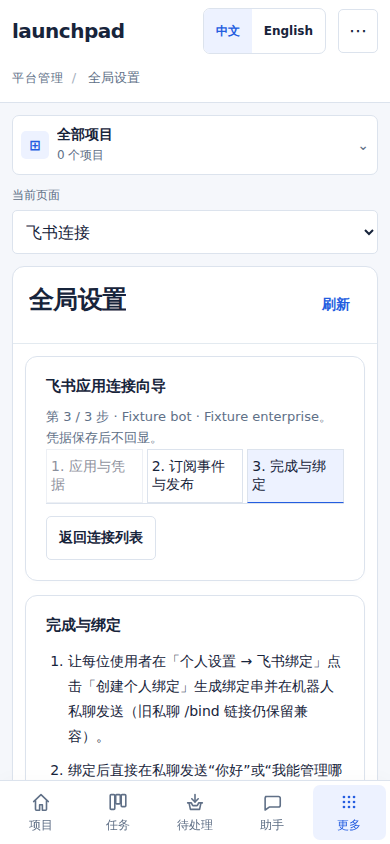 launchpad
中文 English ···
平台管理 / 全局设置
全部项目
0 个项目
当前页面
飞书连接
全局设置 刷新
飞书应用连接向导
第 3 / 3 步 · Fixture bot · Fixture enterprise。
凭据保存后不回显。
1. 应用与凭
据
2. 订阅事件
与发布
3. 完成与绑
定
返回连接列表
完成与绑定
1. 让每位使用者在「个人设置 → 飞书绑定」点
击「创建个人绑定」生成绑定串并在机器人
私聊发送（旧私聊 /bind 链接仍保留兼
容）。
2. 绑定后直接在私聊发送“你好”或“我能管理哪
项目 任务 待处理 助手 更多